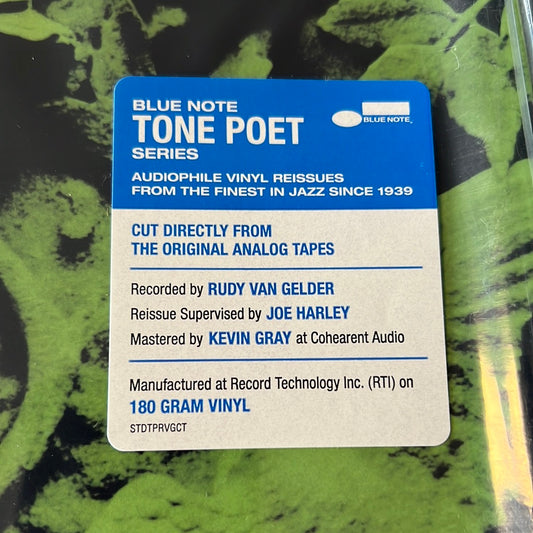 BLUE NOTE
TONE POET
SERIES
BLUE NOTE
AUDIOPHILE VINYL REISSUES
FROM THE FINEST IN JAZZ SINCE 1939
CUT DIRECTLY FROM
THE ORIGINAL ANALOG TAPES
Recorded by RUDY VAN GELDER
Reissue Supervised by JOE HARLEY
Mastered by KEVIN GRAY at Cohearent Audio
Manufactured at Record Technology Inc. (RTI) on
180 GRAM VINYL
STDTPRVGCT